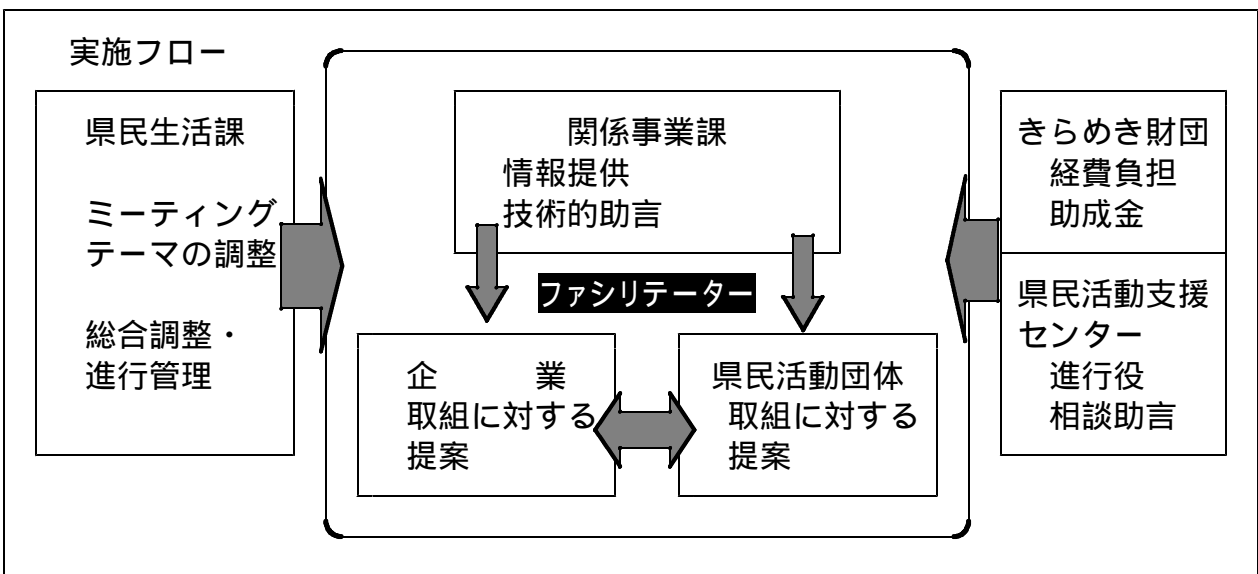 実施フロー
県民生活課
ミーティング
テーマの調整
総合調整・
進行管理
関係事業課
情報提供
技術的助言
ファシリテーター
企　　業
取組に対する
提案
県民活動団体
取組に対する
提案
きらめき財団
経費負担
助成金
県民活動支援
センター
進行役
相談助言